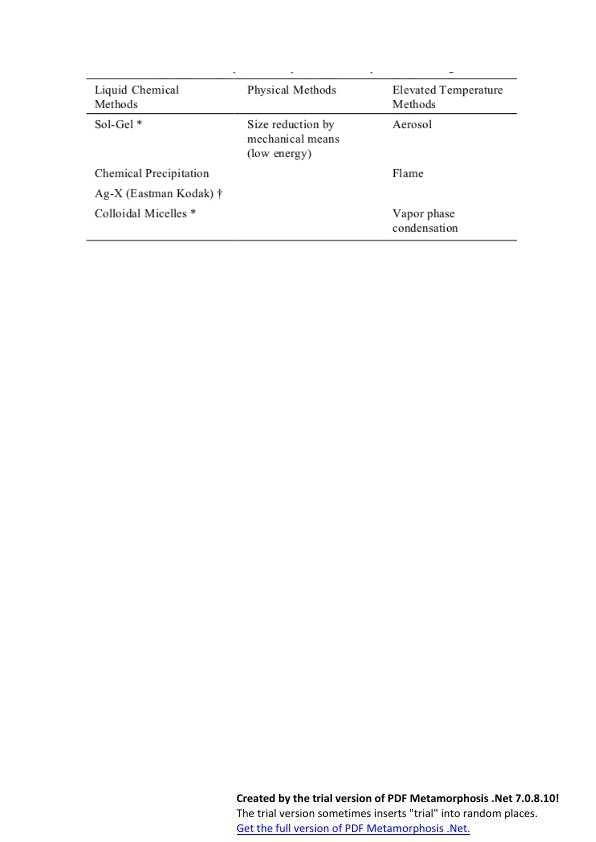 Liquid Chemical Methods	Physical Methods	Elevated Temperature Methods
Sol-Gel *	Size reduction by mechanical means (low energy)	Aerosol
Chemical Precipitation		Flame
Ag-X (Eastman Kodak) †
Colloidal Micelles *		Vapor phase condensation
Created by the trial version of PDF Metamorphosis .Net 7.0.8.10!
The trial version sometimes inserts "trial" into random places.
Get the full version of PDF Metamorphosis .Net.